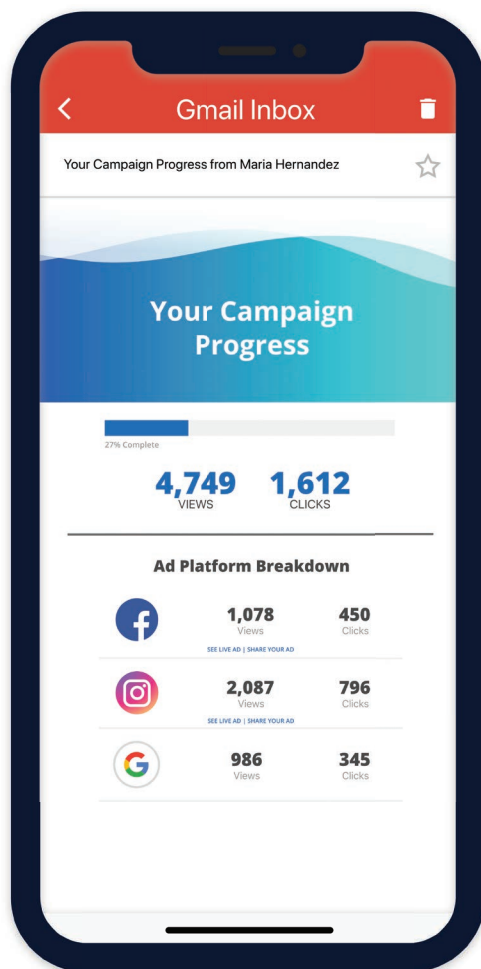 Gmail Inbox
Your Campaign Progress from Maria Hernandez
Your Campaign
Progress
27% Complete
4,749 1,612
VIEWS CLICKS
Ad Platform Breakdown
1,078 450
Views Clicks
SEE LIVE AD | SHARE YOUR AD
2,087 796
Views Clicks
SEE LIVE AD | SHARE YOUR AD
986 345
Views Clicks